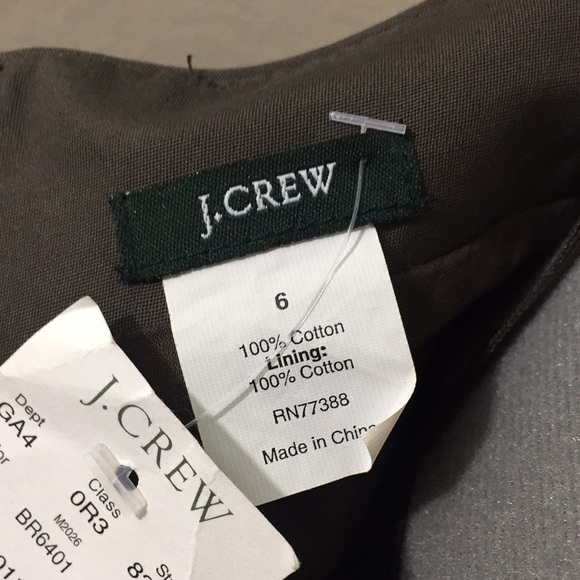 J.CREW
6
100% Cotton
Lining:
100% Cotton
RN77388
Made in China
J.CREW
Dept
GA4
Class
0R3
M2026
BR6401